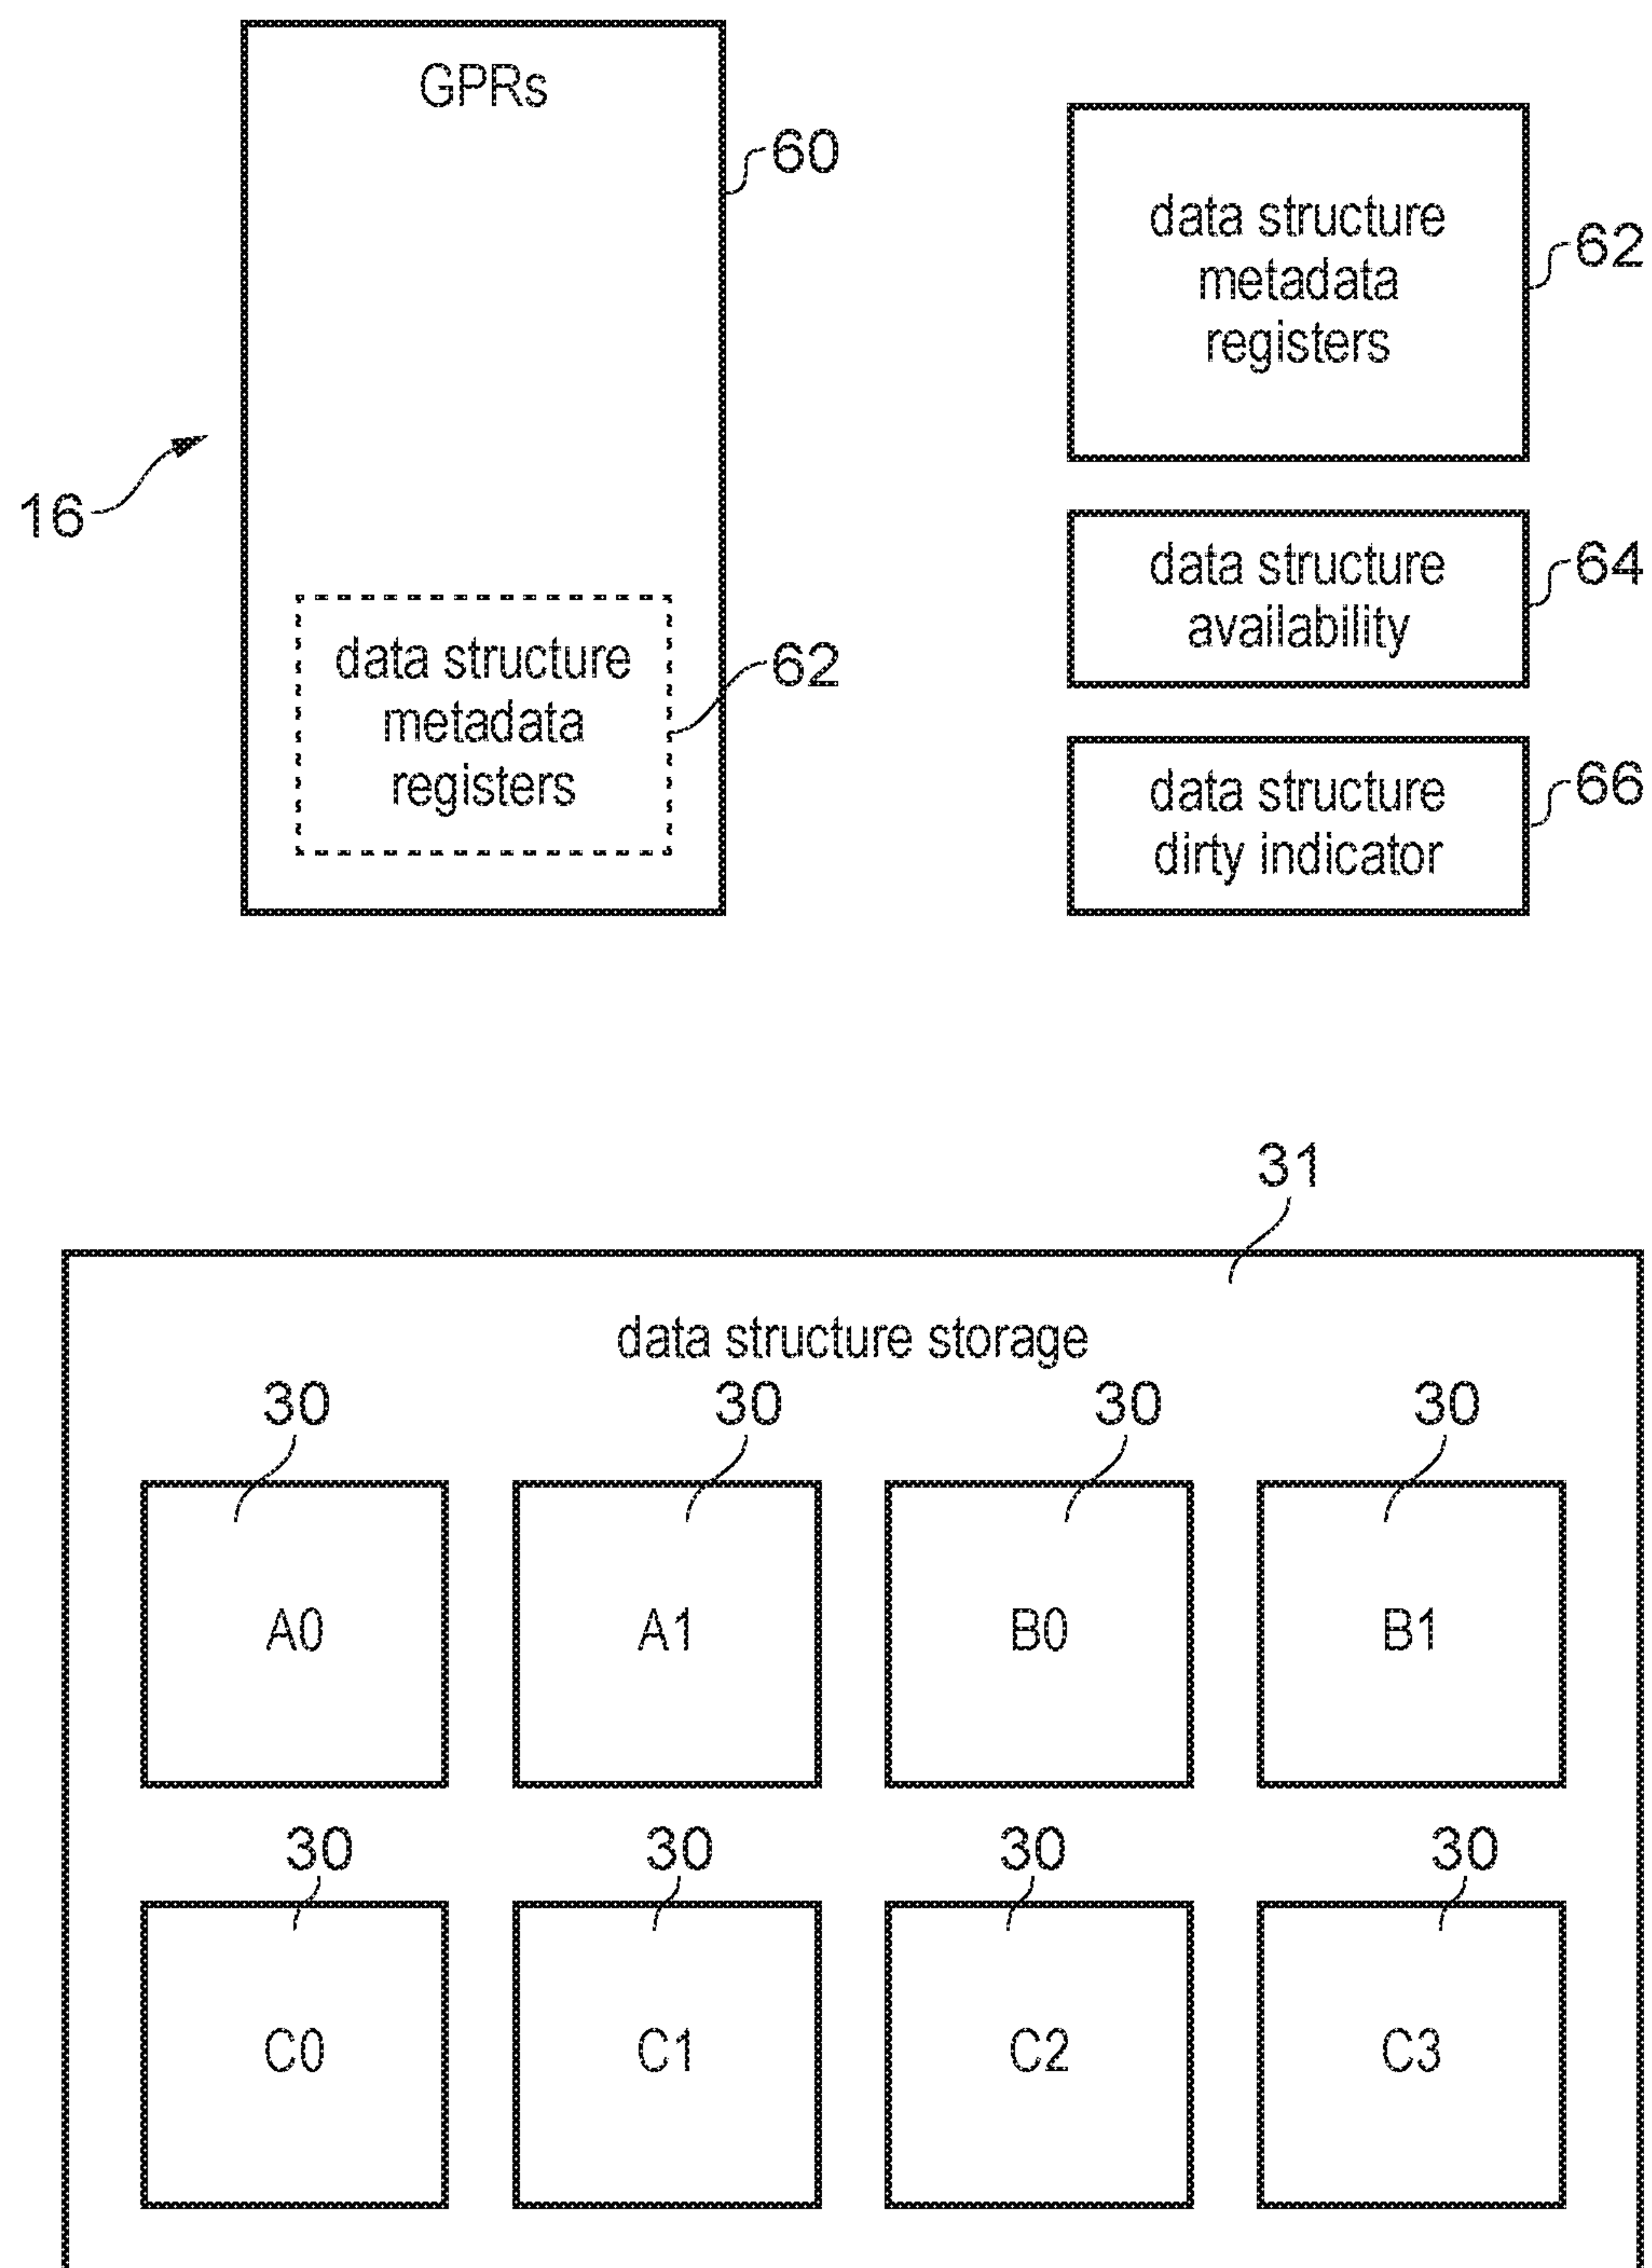 GPRs
60
16
data structure
metadata
registers
62
data structure
metadata
registers
62
data structure
availability
64
data structure
dirty indicator
66
31
data structure storage
30 30 30 30
A0 A1 B0 B1
30 30 30 30
C0 C1 C2 C3